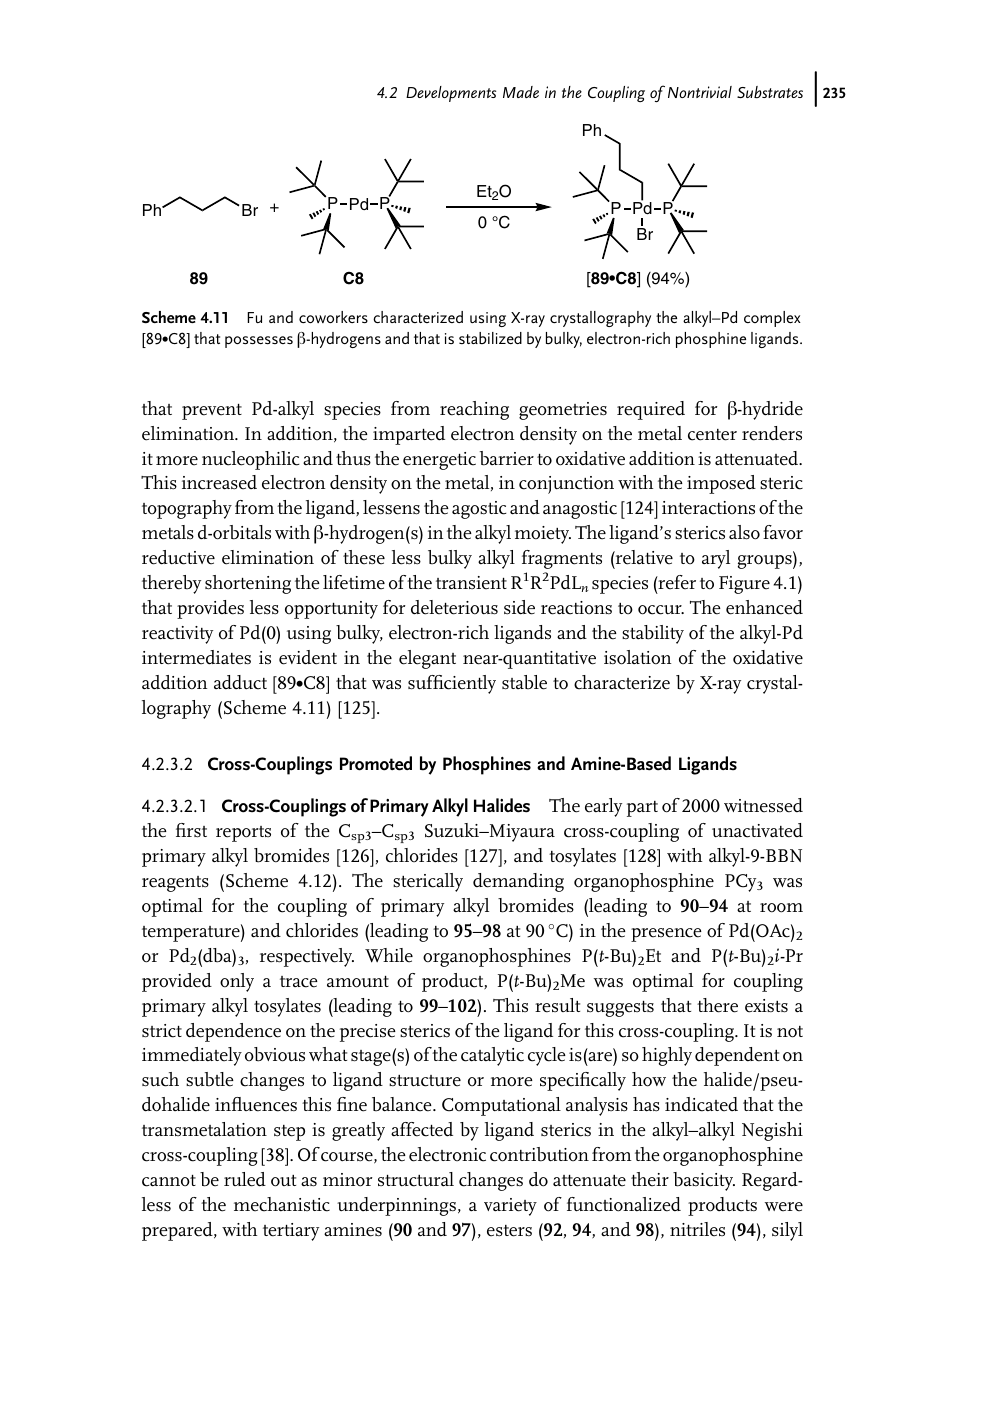 4.2 Developments Made in the Coupling of Nontrivial Substrates 235
Ph
Ph Br + P–Pd–P Et2O P–Pd–P
0 °C Br
89 C8 [89•C8] (94%)
Scheme 4.11 Fu and coworkers characterized using X-ray crystallography the alkyl–Pd complex
[89•C8] that possesses β-hydrogens and that is stabilized by bulky, electron-rich phosphine ligands.
that prevent Pd-alkyl species from reaching geometries required for β-hydride
elimination. In addition, the imparted electron density on the metal center renders
it more nucleophilic and thus the energetic barrier to oxidative addition is attenuated.
This increased electron density on the metal, in conjunction with the imposed steric
topography from the ligand, lessens the agostic and anagostic [124] interactions of the
metals d-orbitals with β-hydrogen(s) in the alkyl moiety. The ligand's sterics also favor
reductive elimination of these less bulky alkyl fragments (relative to aryl groups),
thereby shortening the lifetime of the transient R¹R²PdLₙ species (refer to Figure 4.1)
that provides less opportunity for deleterious side reactions to occur. The enhanced
reactivity of Pd(0) using bulky, electron-rich ligands and the stability of the alkyl-Pd
intermediates is evident in the elegant near-quantitative isolation of the oxidative
addition adduct [89•C8] that was sufficiently stable to characterize by X-ray crystal-
lography (Scheme 4.11) [125].
4.2.3.2 Cross-Couplings Promoted by Phosphines and Amine-Based Ligands
4.2.3.2.1 Cross-Couplings of Primary Alkyl Halides The early part of 2000 witnessed
the first reports of the Csp3–Csp3 Suzuki–Miyaura cross-coupling of unactivated
primary alkyl bromides [126], chlorides [127], and tosylates [128] with alkyl-9-BBN
reagents (Scheme 4.12). The sterically demanding organophosphine PCy3 was
optimal for the coupling of primary alkyl bromides (leading to 90–94 at room
temperature) and chlorides (leading to 95–98 at 90 °C) in the presence of Pd(OAc)2
or Pd2(dba)3, respectively. While organophosphines P(t-Bu)2Et and P(t-Bu)2i-Pr
provided only a trace amount of product, P(t-Bu)2Me was optimal for coupling
primary alkyl tosylates (leading to 99–102). This result suggests that there exists a
strict dependence on the precise sterics of the ligand for this cross-coupling. It is not
immediately obvious what stage(s) of the catalytic cycle is(are) so highly dependent on
such subtle changes to ligand structure or more specifically how the halide/pseu-
dohalide influences this fine balance. Computational analysis has indicated that the
transmetalation step is greatly affected by ligand sterics in the alkyl–alkyl Negishi
cross-coupling [38]. Of course, the electronic contribution from the organophosphine
cannot be ruled out as minor structural changes do attenuate their basicity. Regard-
less of the mechanistic underpinnings, a variety of functionalized products were
prepared, with tertiary amines (90 and 97), esters (92, 94, and 98), nitriles (94), silyl